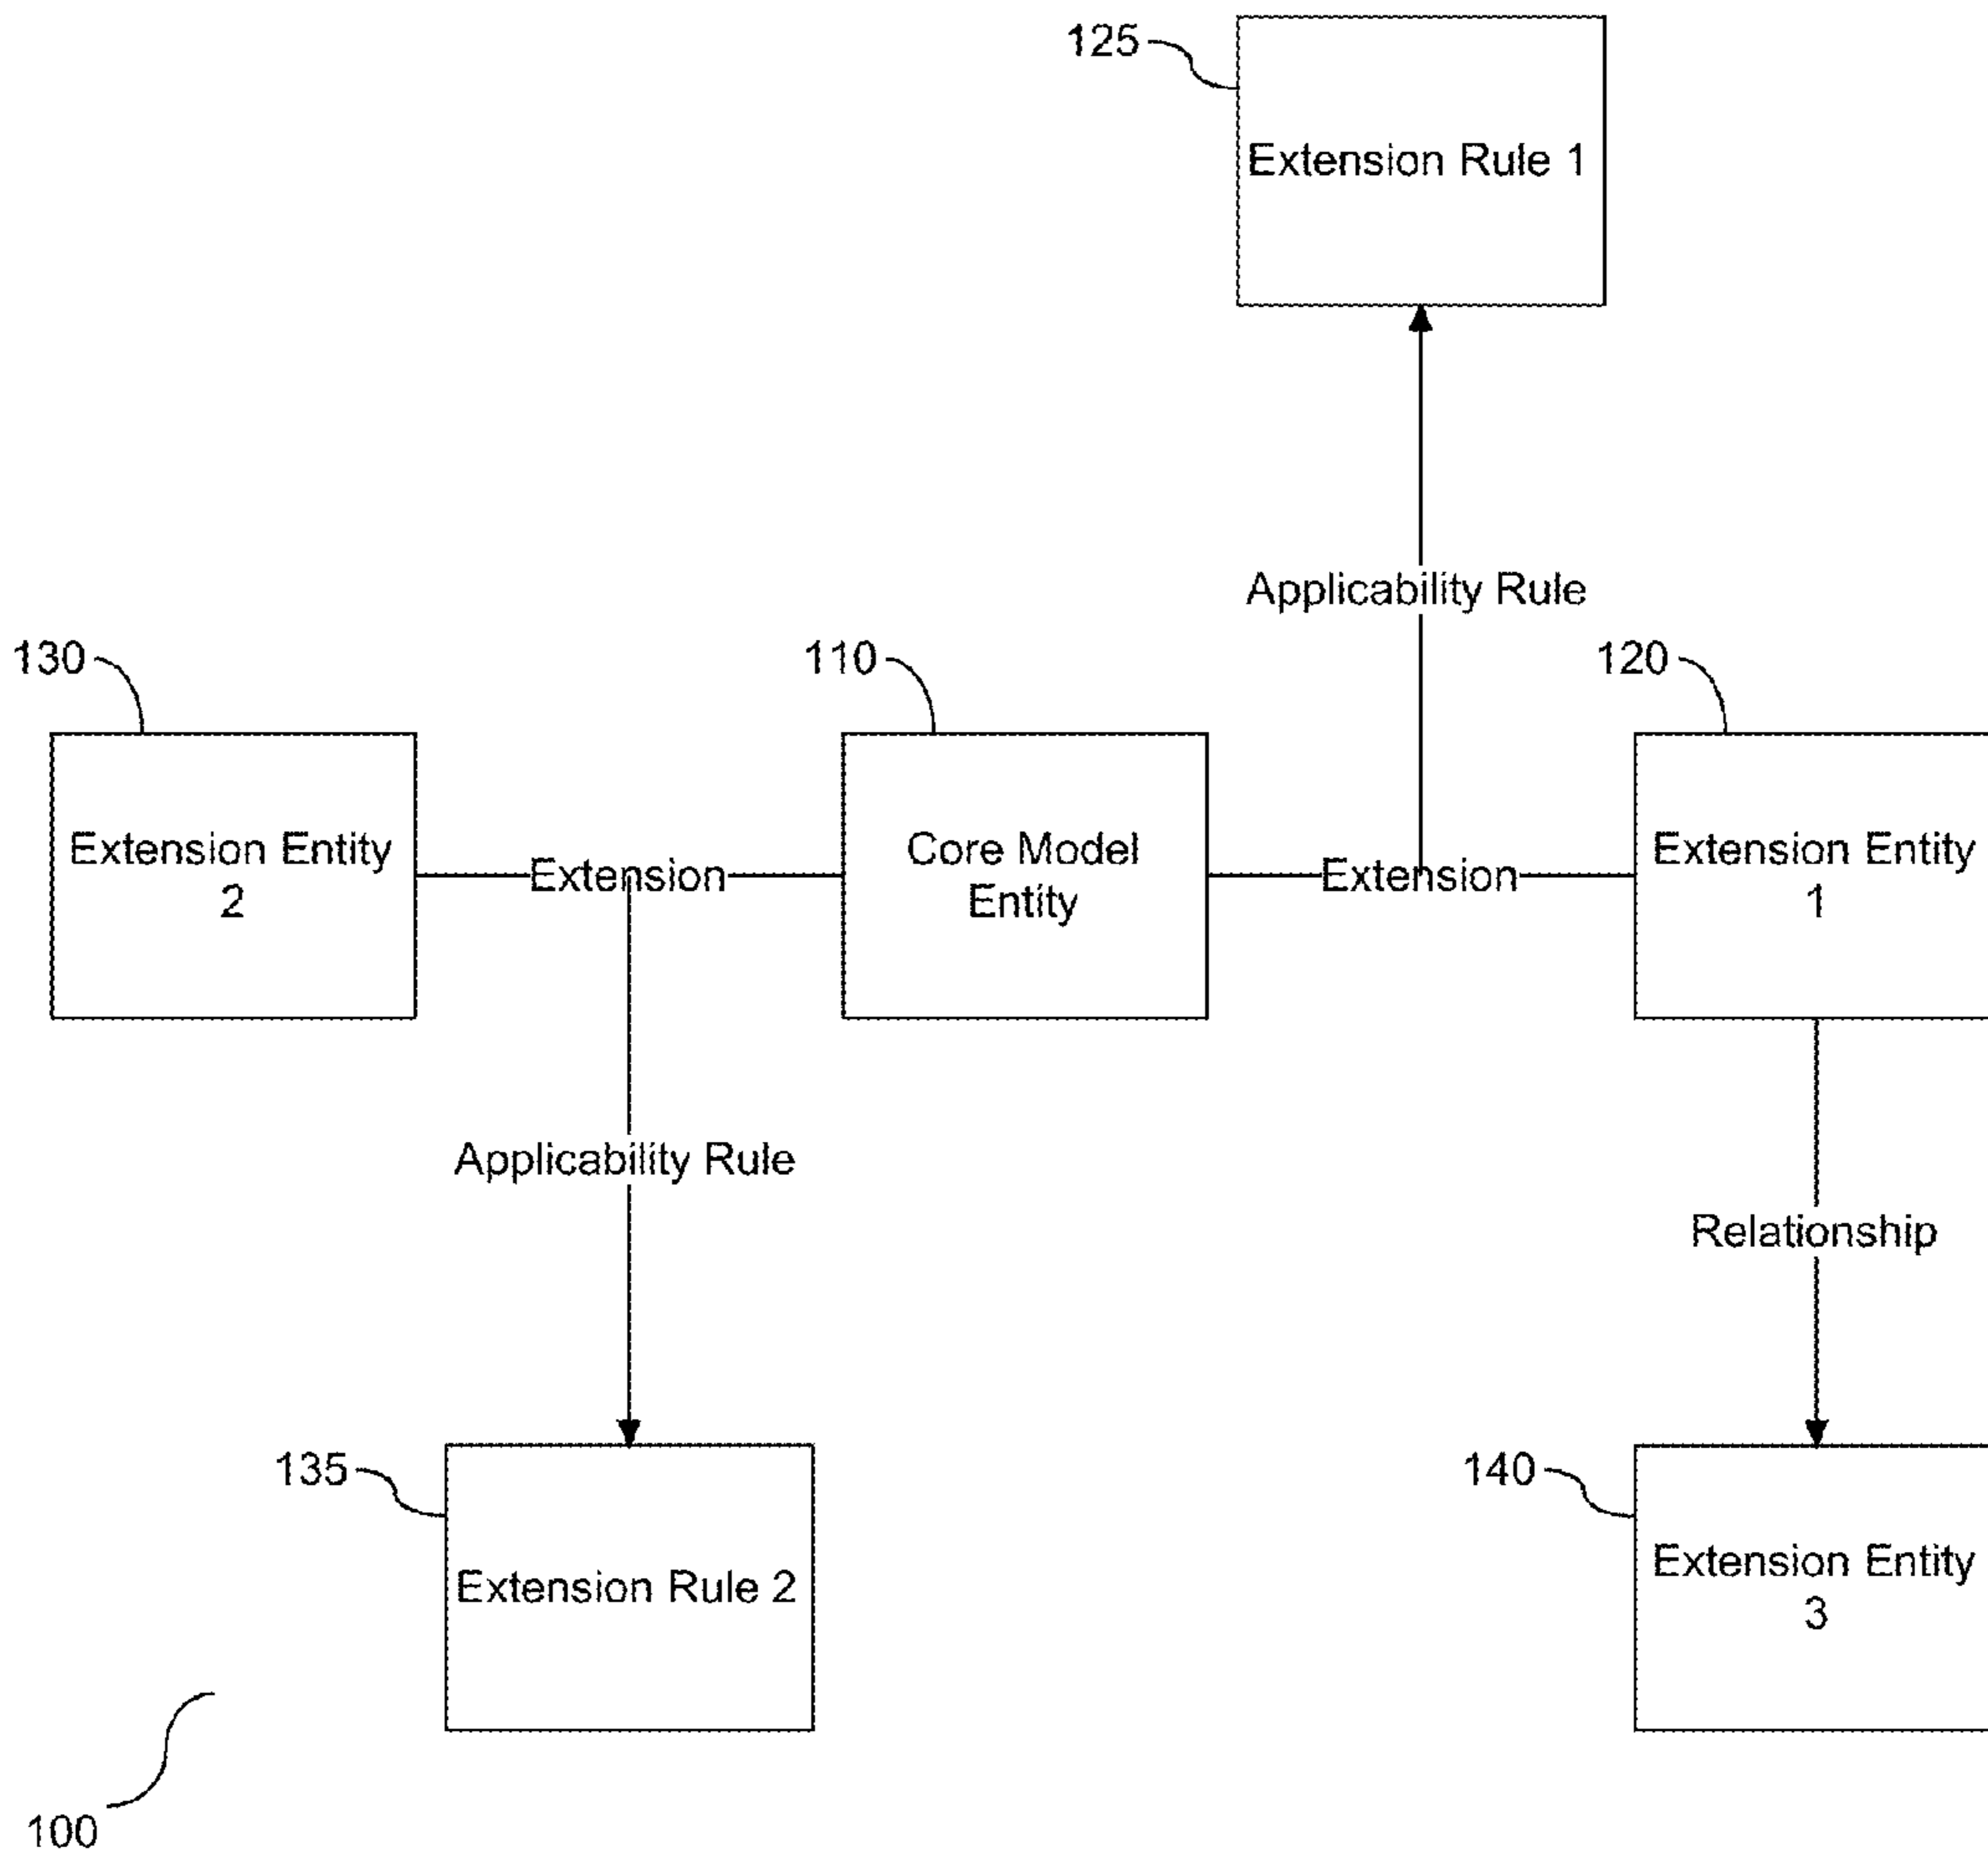 125
Extension Rule 1
Applicability Rule
130
110
120
Extension Entity
2
Extension
Core Model
Entity
Extension
Extension Entity
1
Applicability Rule
Relationship
135
140
Extension Rule 2
Extension Entity
3
100